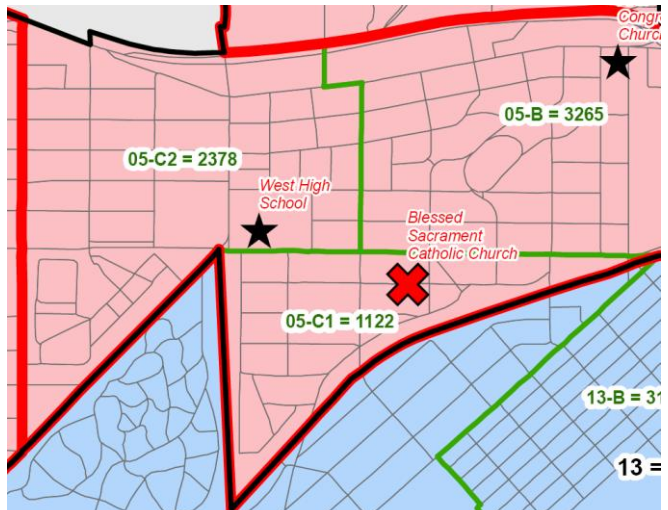 Congr
Church
05-B = 3265
05-C2 = 2378
West High
School
Blessed
Sacrament
Catholic Church
05-C1 = 1122
13-B = 31
13 =